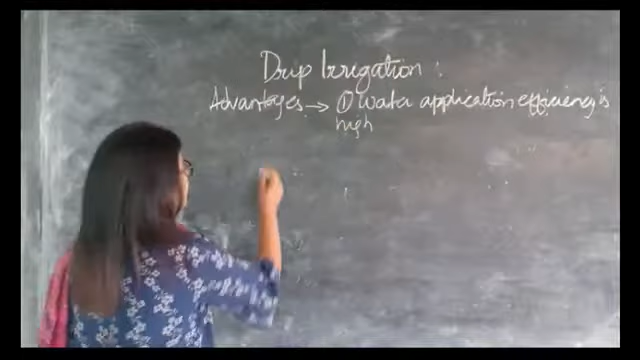 Drip Irrigation :
Advantages → ① Water application efficiency is
high